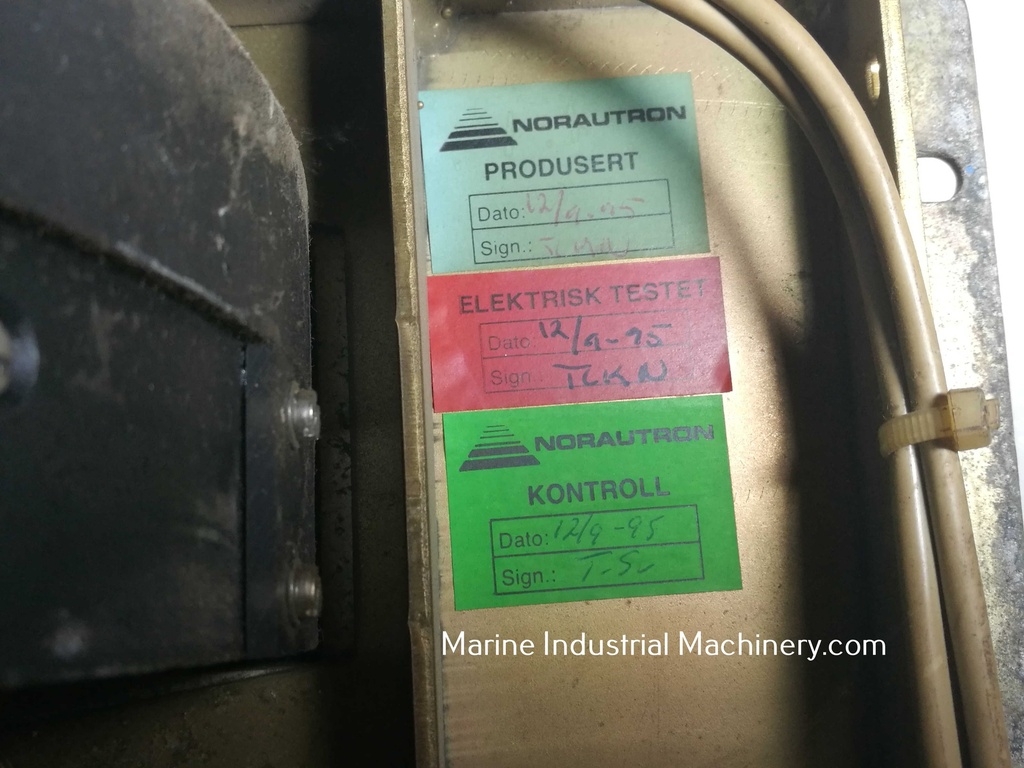 NORAUTRON
PRODUSERT
Dato: 12/9-95
Sign.:
ELEKTRISK TESTET
Dato: 12/9-95
Sign.: TCKN
NORAUTRON
KONTROLL
Dato: 12/9-95
Sign.:
Marine Industrial Machinery.com